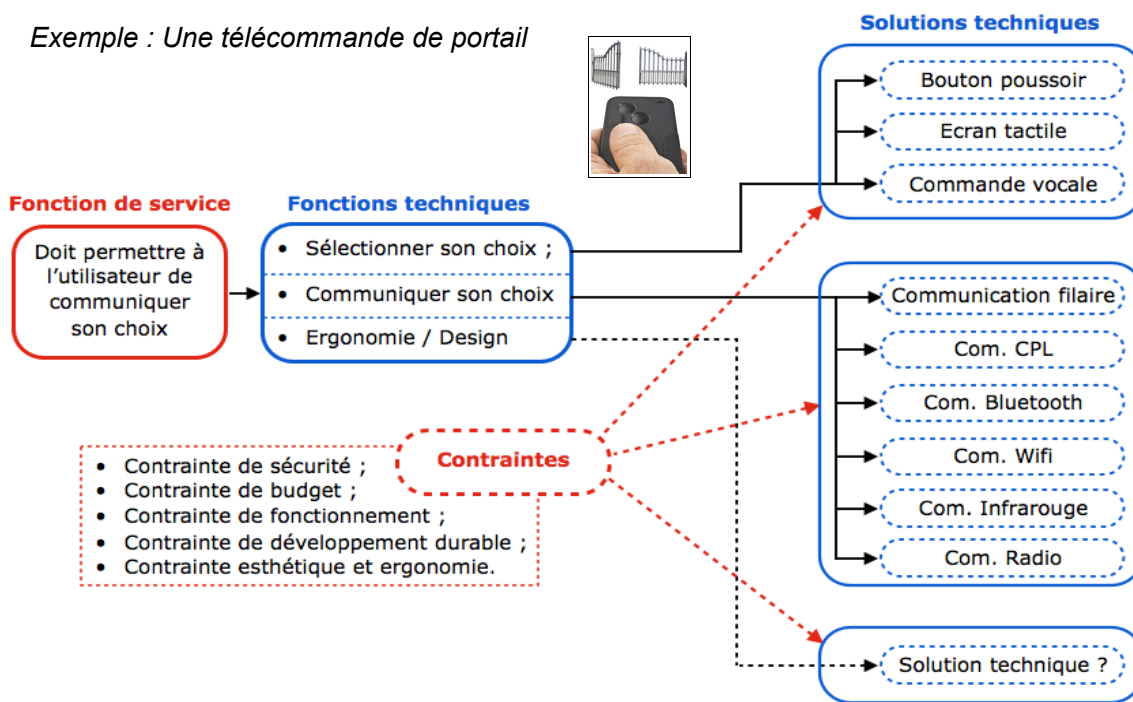 Exemple : Une télécommande de portail
Solutions techniques
Bouton poussoir
Ecran tactile
Commande vocale
Fonction de service
Doit permettre à
l'utilisateur de
communiquer
son choix
Fonctions techniques
• Sélectionner son choix ;
• Communiquer son choix
• Ergonomie / Design
Communication filaire
Com. CPL
Com. Bluetooth
Com. Wifi
Com. Infrarouge
Com. Radio
Contraintes
• Contrainte de sécurité ;
• Contrainte de budget ;
• Contrainte de fonctionnement ;
• Contrainte de développement durable ;
• Contrainte esthétique et ergonomie.
Solution technique ?